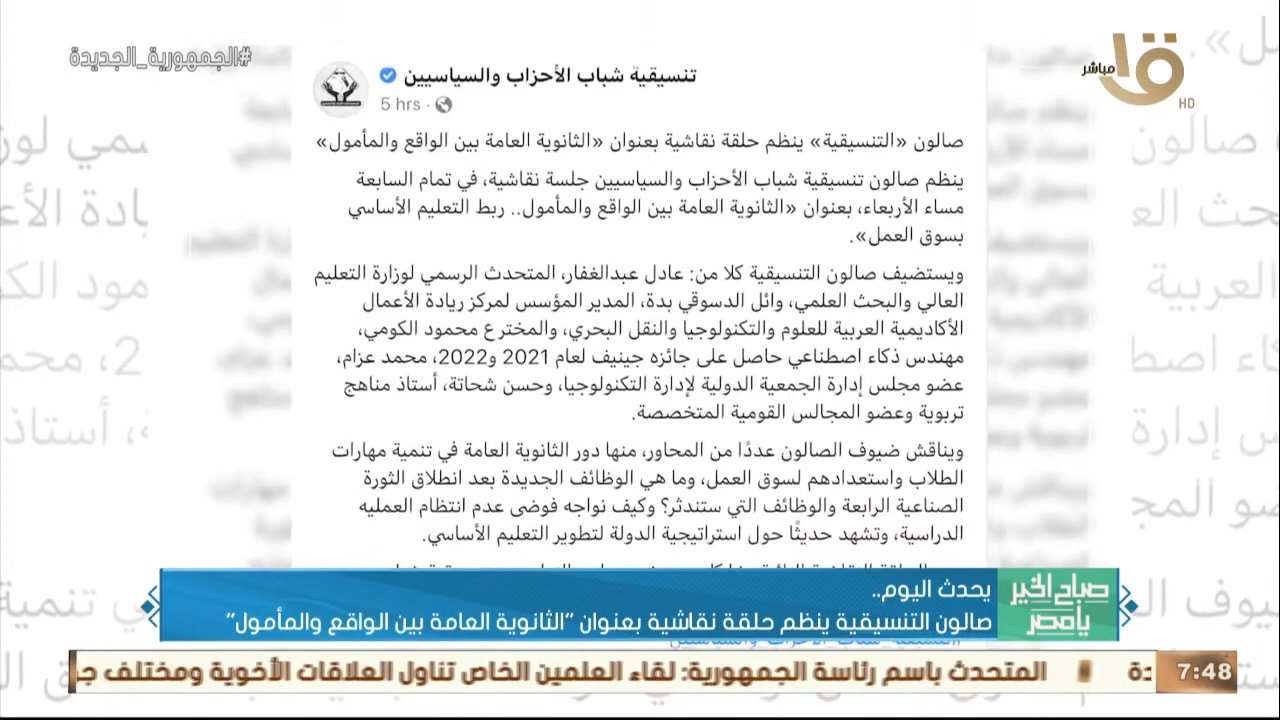 #الجمهورية_الجديدة
مباشر
HD
تنسيقية شباب الأحزاب والسياسيين
5 hrs ·
صالون «التنسيقية» ينظم حلقة نقاشية بعنوان «الثانوية العامة بين الواقع والمأمول»
ينظم صالون تنسيقية شباب الأحزاب والسياسيين جلسة نقاشية، في تمام السابعة
مساء الأربعاء، بعنوان «الثانوية العامة بين الواقع والمأمول.. ربط التعليم الأساسي
بسوق العمل».
ويستضيف صالون التنسيقية كلا من: عادل عبدالغفار، المتحدث الرسمي لوزارة التعليم
العالي والبحث العلمي، وائل الدسوقي بدة، المدير المؤسس لمركز ريادة الأعمال
الأكاديمية العربية للعلوم والتكنولوجيا والنقل البحري، والمخترع محمود الكومي،
مهندس ذكاء اصطناعي حاصل على جائزه جينيف لعام 2021 و2022، محمد عزام،
عضو مجلس إدارة الجمعية الدولية لإدارة التكنولوجيا، وحسن شحاتة، أستاذ مناهج
تربوية وعضو المجالس القومية المتخصصة.
ويناقش ضيوف الصالون عددًا من المحاور، منها دور الثانوية العامة في تنمية مهارات
الطلاب واستعدادهم لسوق العمل، وما هي الوظائف الجديدة بعد انطلاق الثورة
الصناعية الرابعة والوظائف التي ستندثر؟ وكيف نواجه فوضى عدم انتظام العمليه
الدراسية، وتشهد حديثًا حول استراتيجية الدولة لتطوير التعليم الأساسي.
صباح الخير
يا مصر
يحدث اليوم..
صالون التنسيقية ينظم حلقة نقاشية بعنوان "الثانوية العامة بين الواقع والمأمول"
المتحدث باسم رئاسة الجمهورية: لقاء العلمين الخاص تناول العلاقات الأخوية ومختلف
7:48